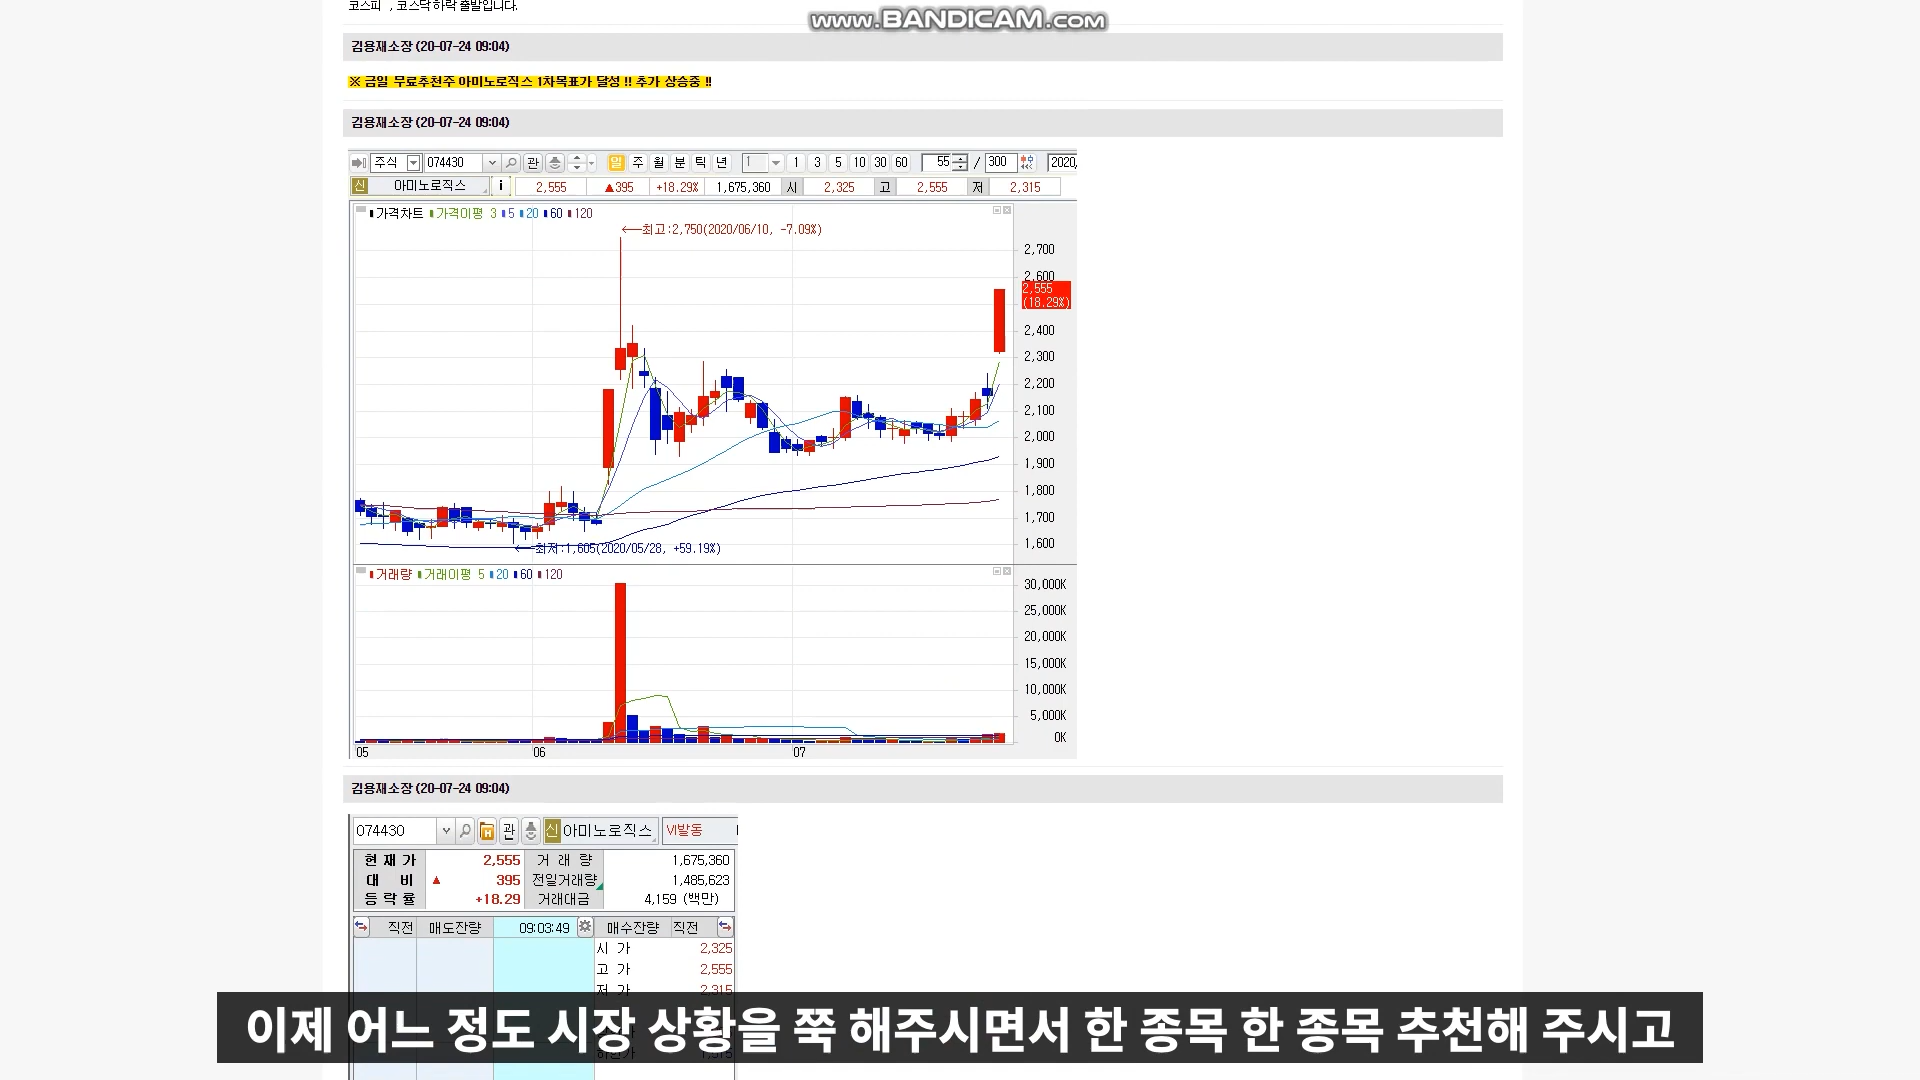 코스피 , 코스닥 하락 출발입니다.
www.BANDICAM.com
김용재소장 (20-07-24 09:04)
※ 금일 무료추천주 아미노로직스 1차목표가 달성 !! 추가 상승중 !!
김용재소장 (20-07-24 09:04)
주식 074430 관 일 주 월 분 틱 년 1 1 3 5 10 30 60 55 / 300 2020,
신 아미노로직스 i 2,555 ▲395 +18.29% 1,675,360 시 2,325 고 2,555 저 2,315
가격차트 가격이평 3 5 20 60 120
←최고:2,750(2020/06/10, -7.09%)
2,700
2,600
2,555
(18.29%)
2,400
2,300
2,200
2,100
2,000
1,900
1,800
1,700
1,600
←최저:1,605(2020/05/28, +59.19%)
거래량 거래이평 5 20 60 120
30,000K
25,000K
20,000K
15,000K
10,000K
5,000K
0K
05 06 07
김용재소장 (20-07-24 09:04)
074430 관 신 아미노로직스 VI발동
현재가 2,555 거래량 1,675,360
대비 ▲ 395 전일거래량 1,485,623
등락률 +18.29 거래대금 4,159 (백만)
직전 매도잔량 09:03:49 매수잔량 직전
시가 2,325
고가 2,555
저가 2,315
이제 어느 정도 시장 상황을 쭉 해주시면서 한 종목 한 종목 추천해 주시고